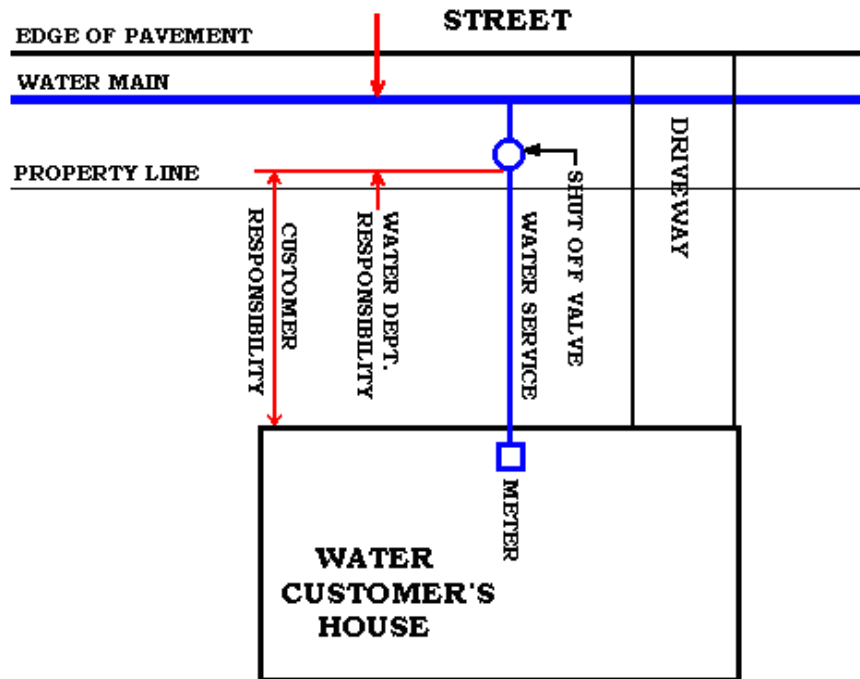 STREET
EDGE OF PAVEMENT
WATER MAIN
PROPERTY LINE
DRIVEWAY
SHUT OFF VALVE
WATER SERVICE
WATER DEPT.
RESPONSIBILITY
CUSTOMER
RESPONSIBILITY
METER
WATER
CUSTOMER'S
HOUSE